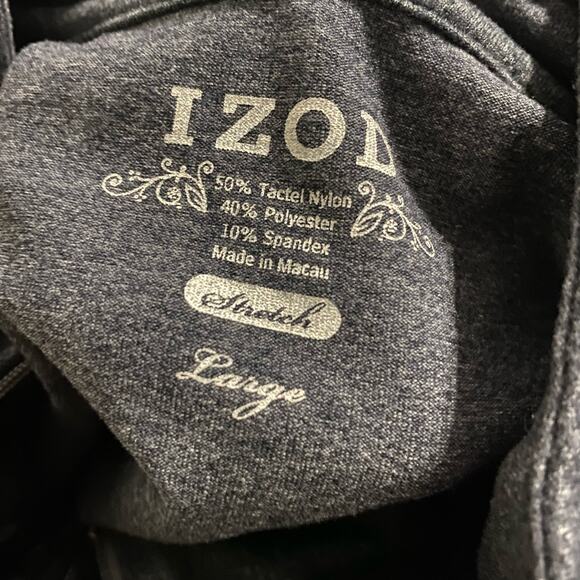 IZOD
50% Tactel Nylon
40% Polyester
10% Spandex
Made in Macau
Stretch
Large